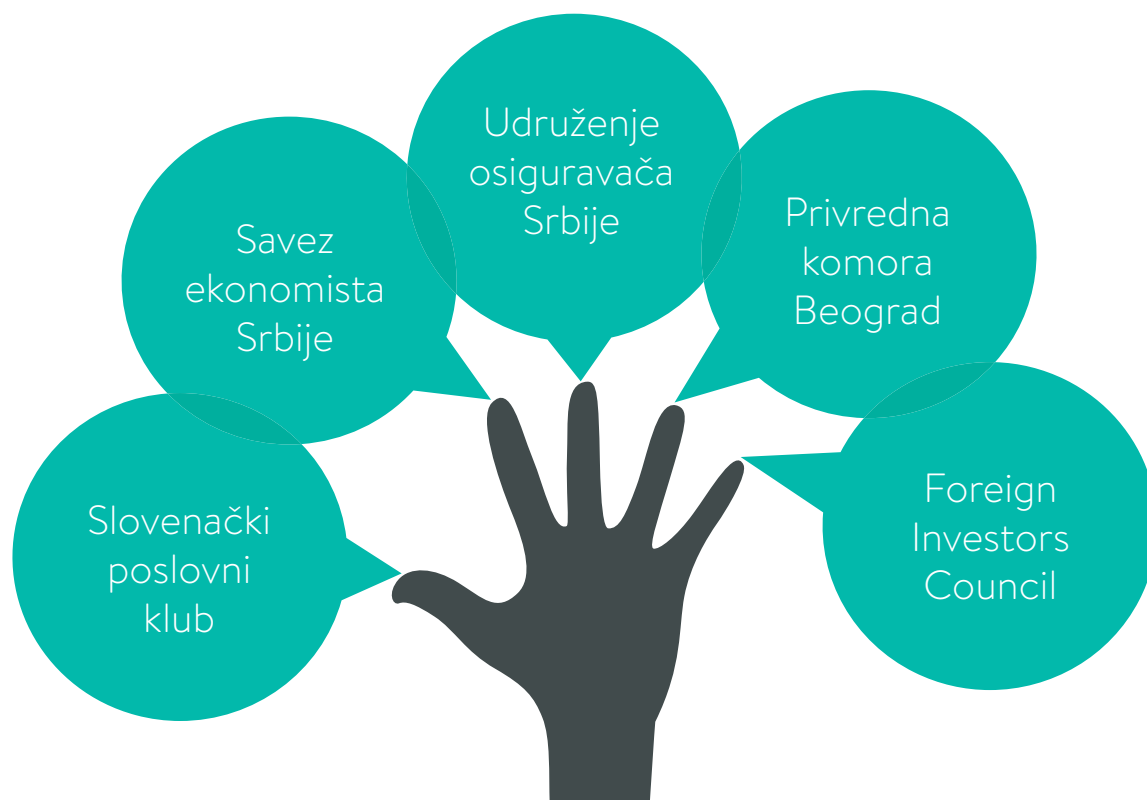 Udruženje
osiguravača
Srbije
Savez
ekonomista
Srbije
Privredna
komora
Beograd
Slovenački
poslovni
klub
Foreign
Investors
Council